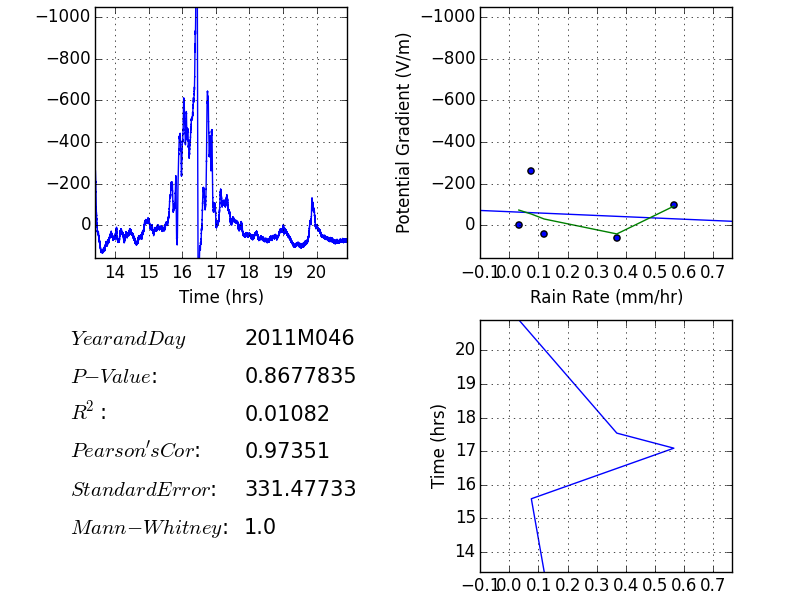 −1000
−800
−600
−400
−200
0
14 15 16 17 18 19 20
Time (hrs)
Potential Gradient (V/m)
−1000
−800
−600
−400
−200
0
−0.1 0.0 0.1 0.2 0.3 0.4 0.5 0.6 0.7
Rain Rate (mm/hr)
YearandDay 2011M046
P−Value: 0.8677835
R²: 0.01082
Pearson'sCor: 0.97351
StandardError: 331.47733
Mann−Whitney: 1.0
Time (hrs)
20
19
18
17
16
15
14
−0.1 0.0 0.1 0.2 0.3 0.4 0.5 0.6 0.7